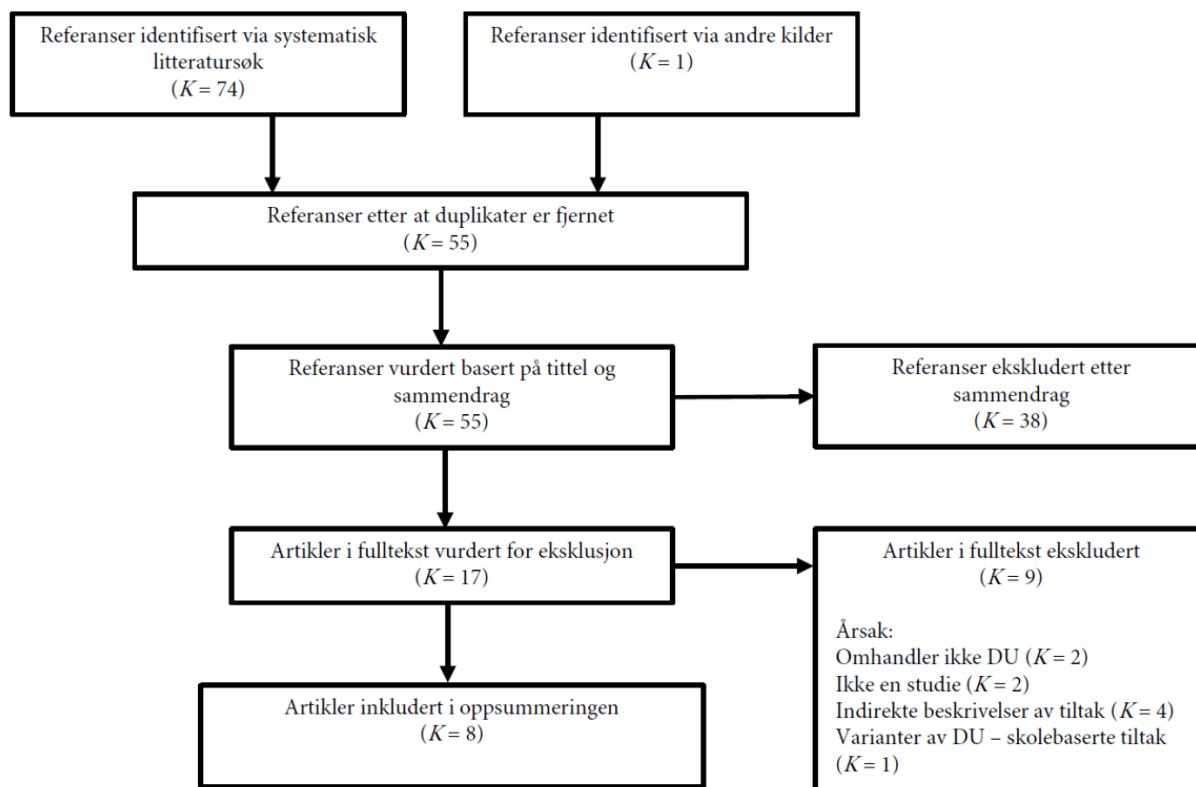 Referanser identifisert via systematisk
litteratursøk
(K = 74)
Referanser identifisert via andre kilder
(K = 1)
Referanser etter at duplikater er fjernet
(K = 55)
Referanser vurdert basert på tittel og
sammendrag
(K = 55)
Referanser ekskludert etter
sammendrag
(K = 38)
Artikler i fulltekst vurdert for eksklusjon
(K = 17)
Artikler i fulltekst ekskludert
(K = 9)
Årsak:
Omhandler ikke DU (K = 2)
Ikke en studie (K = 2)
Indirekte beskrivelser av tiltak (K = 4)
Varianter av DU – skolebaserte tiltak
(K = 1)
Artikler inkludert i oppsummeringen
(K = 8)